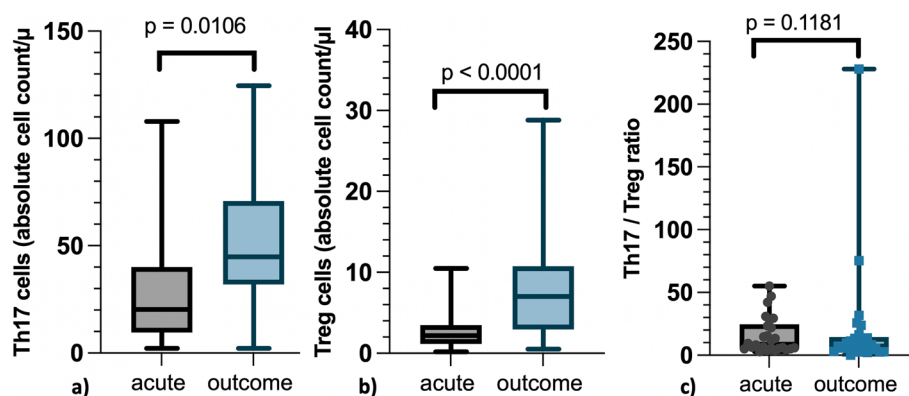 p = 0.0106
Th17 cells (absolute cell count/μ
150
100
50
0
acute outcome
a)
p < 0.0001
Treg cells (absolute cell count/μl
40
30
20
10
0
acute outcome
b)
p = 0.1181
Th17 / Treg ratio
250
200
150
100
50
0
acute outcome
c)